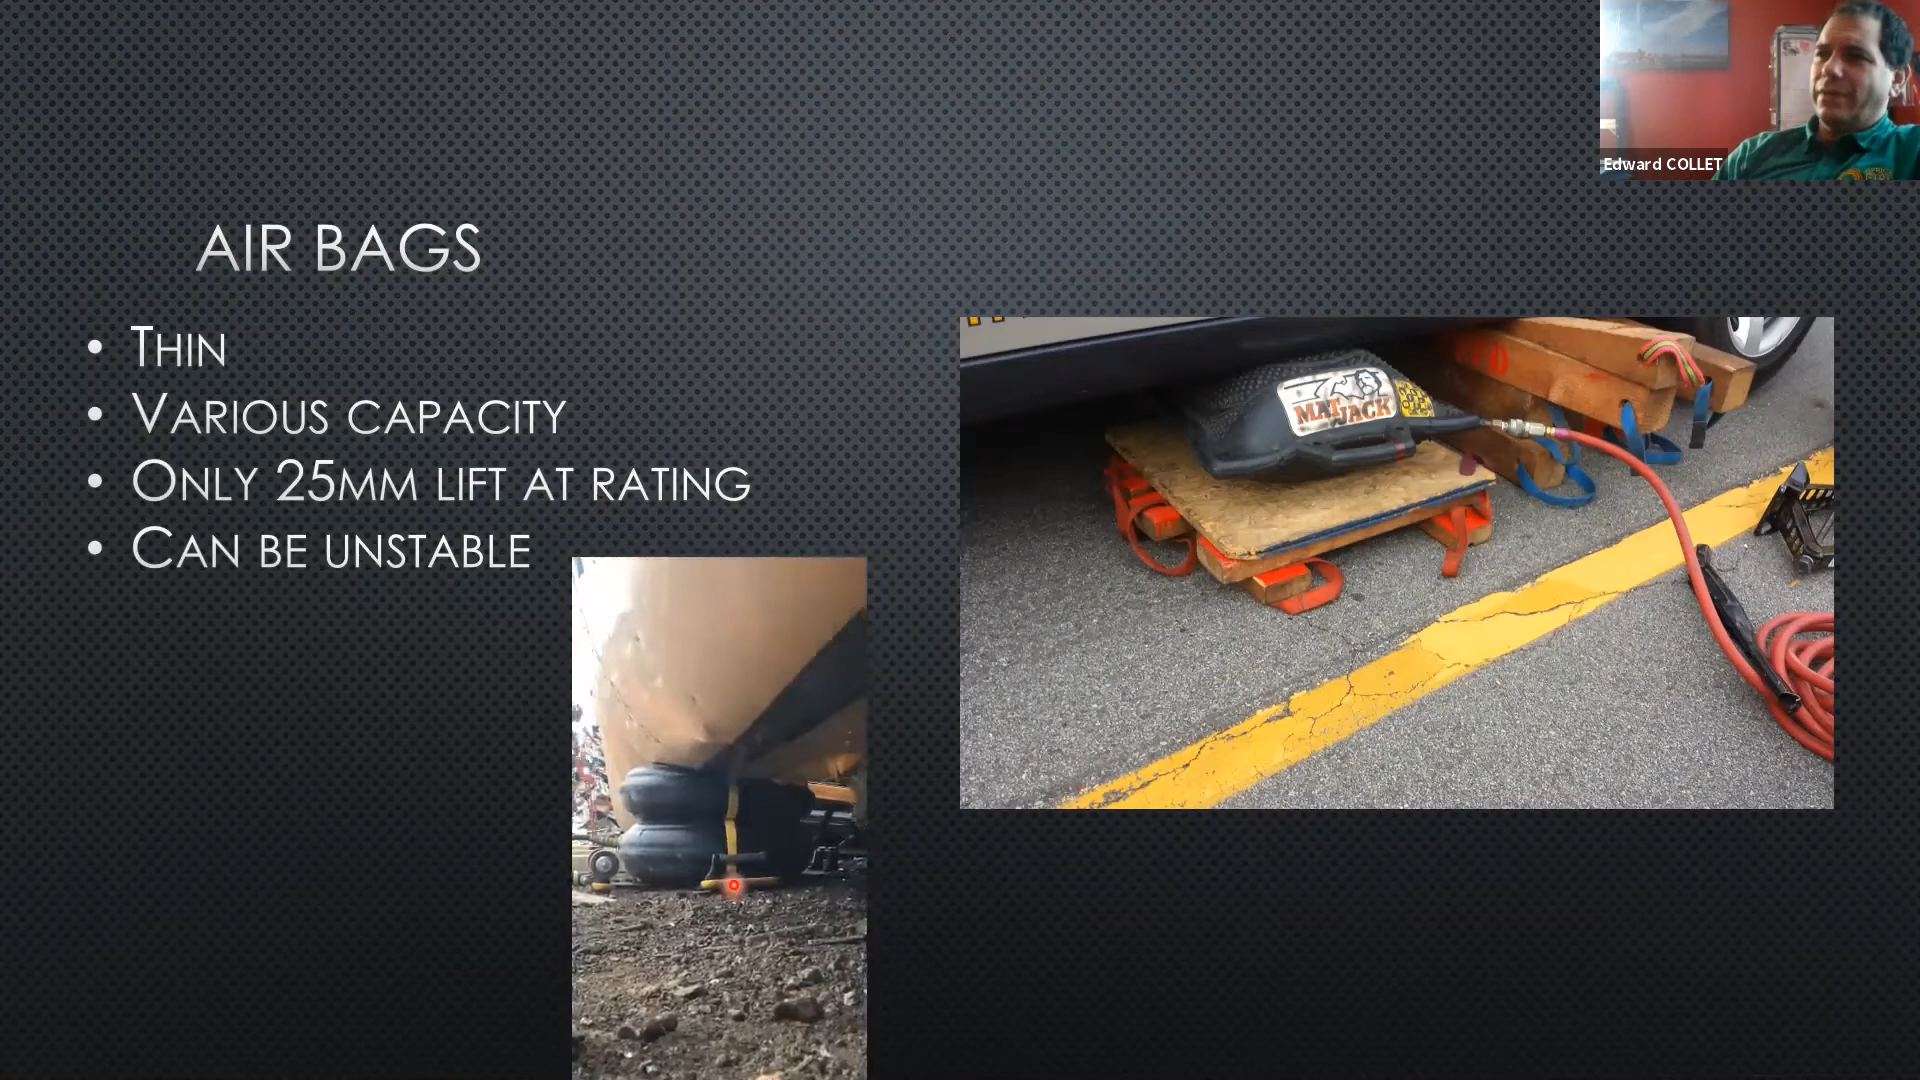 Edward COLLET
AIR BAGS
• THIN
• VARIOUS CAPACITY
• ONLY 25MM LIFT AT RATING
• CAN BE UNSTABLE
MATJACK